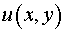 u(x, y)